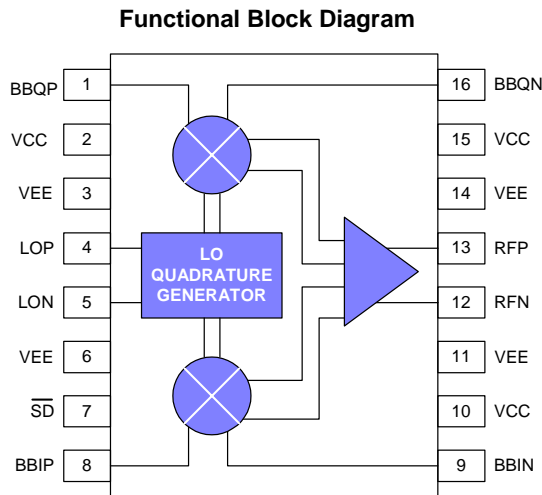 Functional Block Diagram
BBQP 1 16 BBQN
VCC 2 15 VCC
VEE 3 14 VEE
LOP 4 13 RFP
LO
QUADRATURE
GENERATOR
LON 5 12 RFN
VEE 6 11 VEE
S̅D̅ 7 10 VCC
BBIP 8 9 BBIN